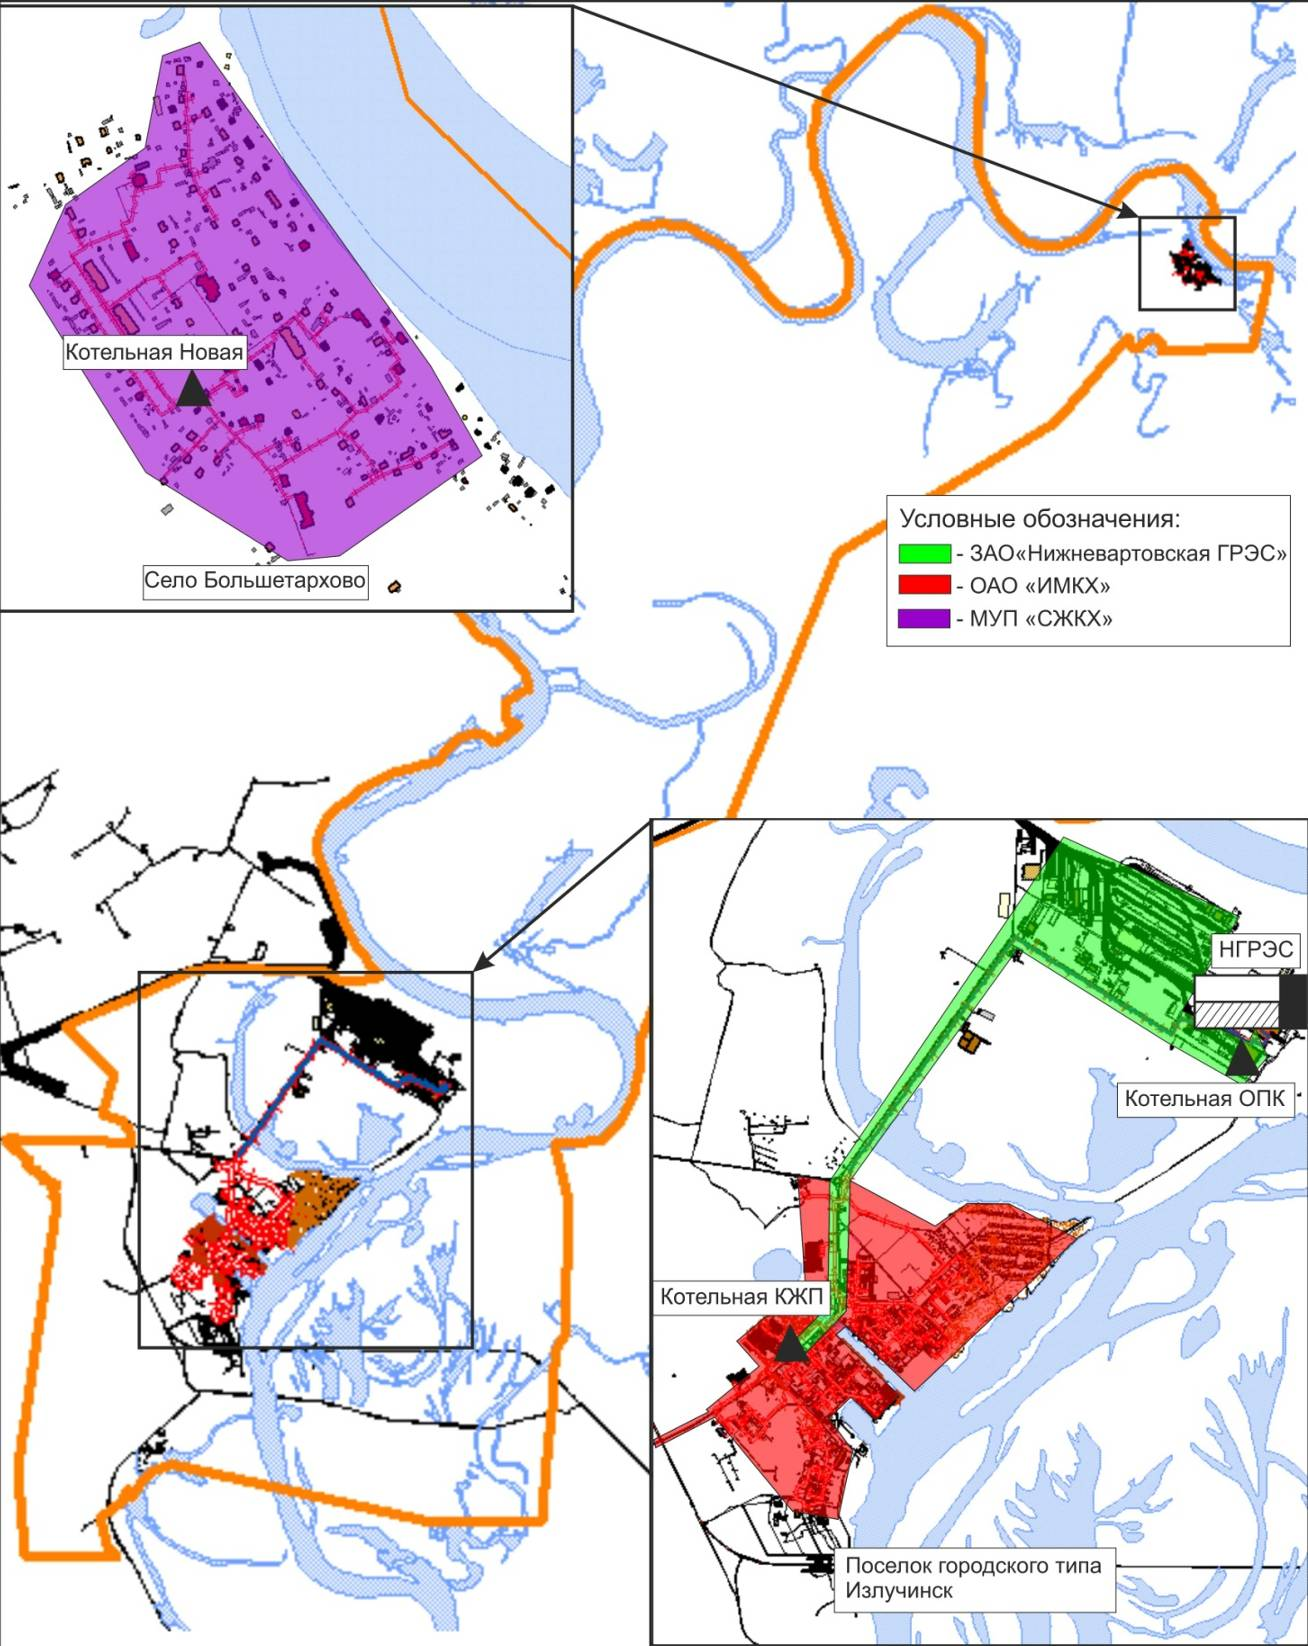 Котельная Новая
Село Большетархово
Условные обозначения:
- ЗАО«Нижневартовская ГРЭС»
- ОАО «ИМКХ»
- МУП «СЖКХ»
НГРЭС
Котельная ОПК
Котельная КЖП
Поселок городского типа
Излучинск